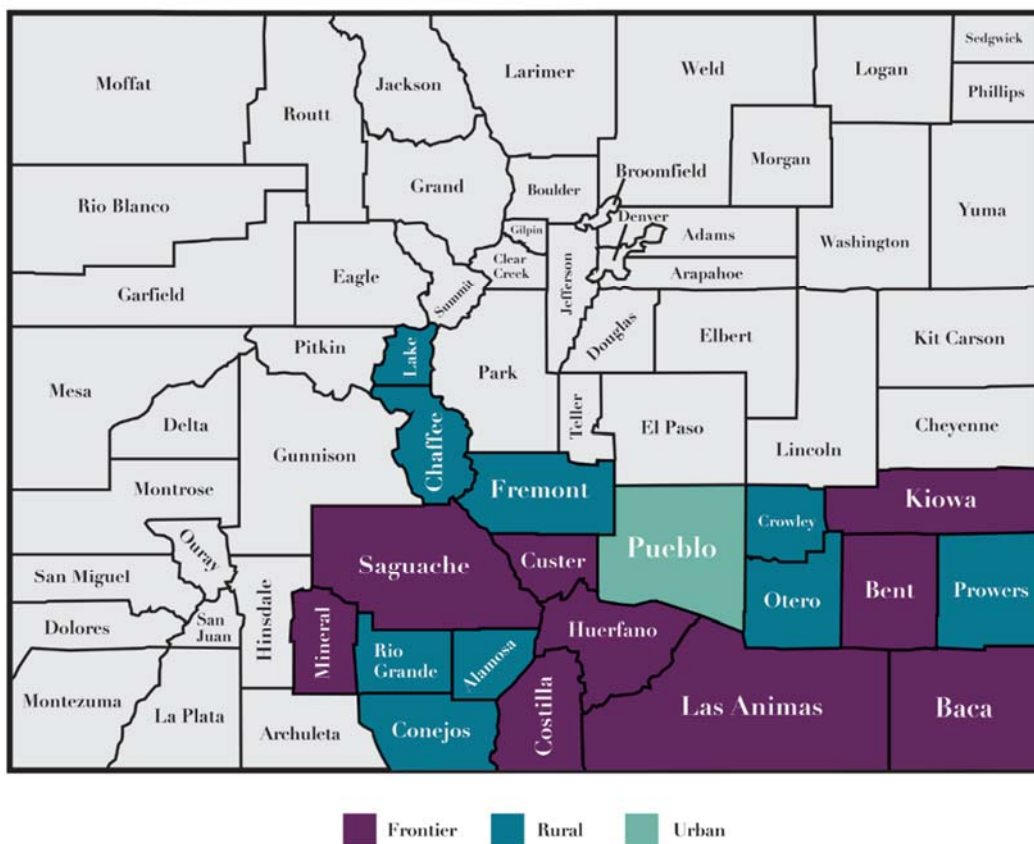 Moffat
Routt
Jackson
Larimer
Weld
Logan
Sedgwick
Phillips
Rio Blanco
Grand
Boulder
Broomfield
Morgan
Yuma
Washington
Garfield
Eagle
Summit
Gilpin
Clear
Creek
Jefferson
Denver
Adams
Arapahoe
Mesa
Pitkin
Lake
Park
Douglas
Elbert
Kit Carson
Delta
Gunnison
Chaffee
Teller
El Paso
Lincoln
Cheyenne
Montrose
Fremont
Pueblo
Crowley
Kiowa
Ouray
Saguache
Custer
Otero
Bent
Prowers
San Miguel
Hinsdale
Mineral
Huerfano
Dolores
San
Juan
Rio
Grande
Alamosa
Montezuma
La Plata
Archuleta
Conejos
Costilla
Las Animas
Baca
Frontier
Rural
Urban